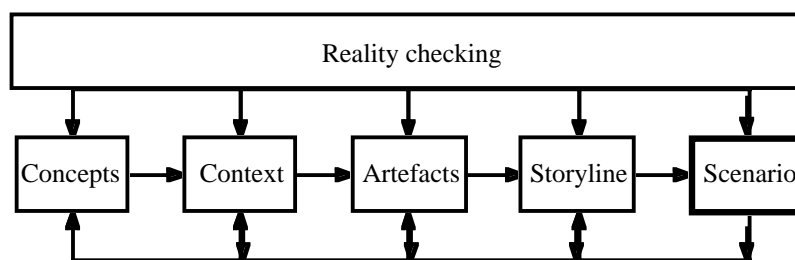 Reality checking
Concepts
Context
Artefacts
Storyline
Scenario